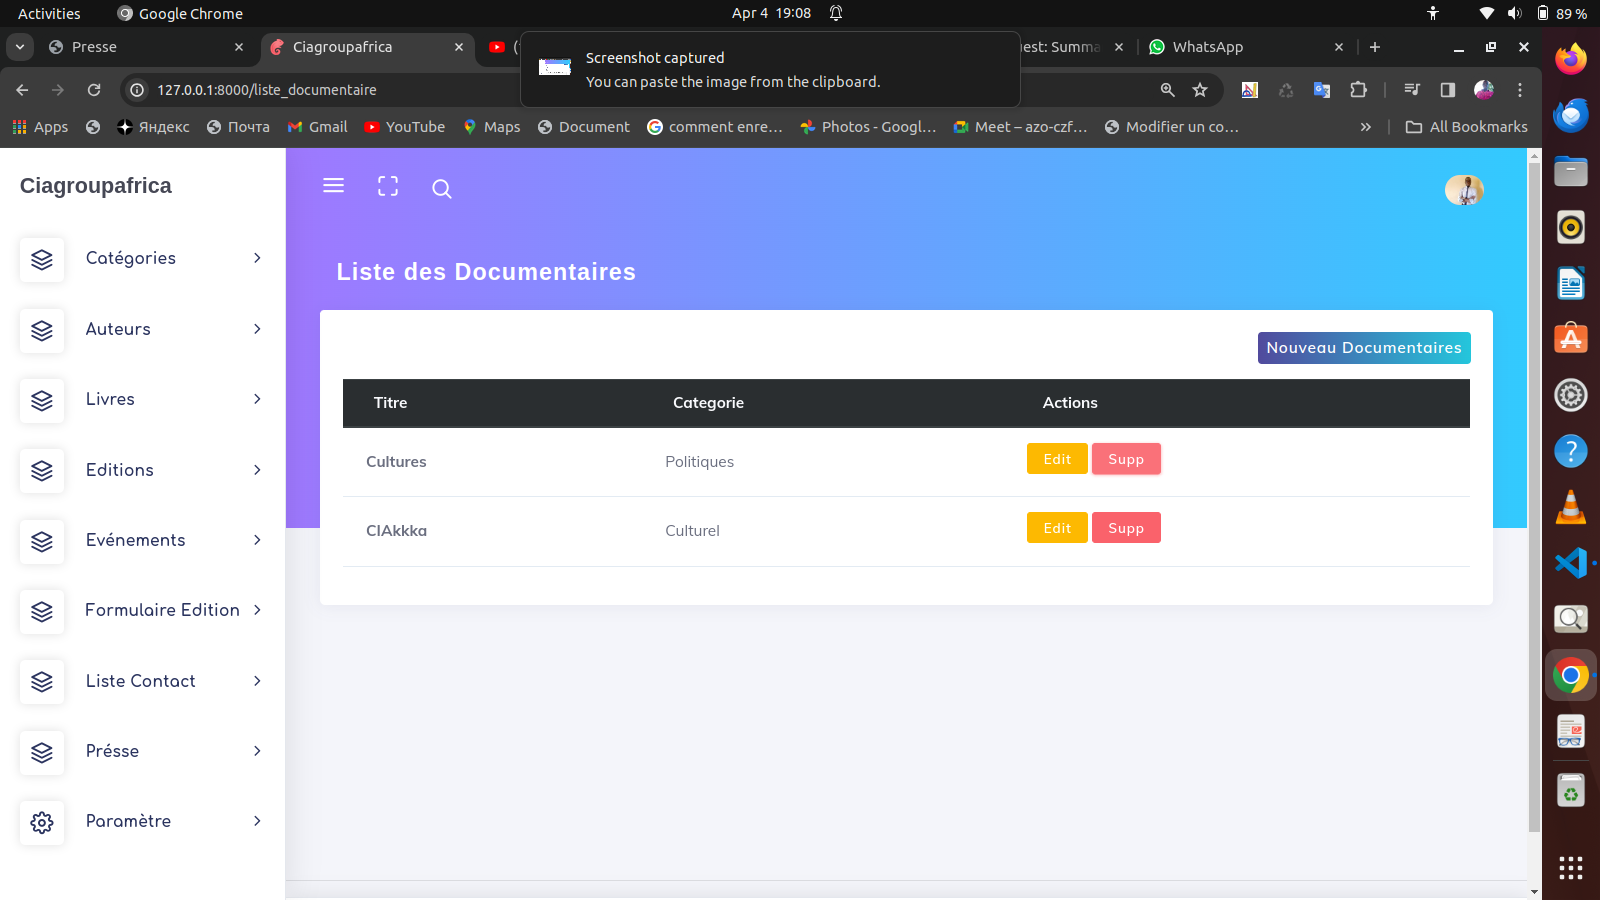 Activities
Google Chrome
Apr 4 19:08
89 %
Presse
Ciagroupafrica
Screenshot captured
You can paste the image from the clipboard.
WhatsApp
127.0.0.1:8000/liste_documentaire
Apps
Яндекс
Почта
Gmail
YouTube
Maps
Document
comment enre…
Photos - Googl…
Meet – azo-czf…
Modifier un co…
»
All Bookmarks
Ciagroupafrica
Catégories
Auteurs
Livres
Editions
Evénements
Formulaire Edition
Liste Contact
Présse
Paramètre
Liste des Documentaires
Nouveau Documentaires
Titre Categorie Actions
Cultures Politiques Edit Supp
CIAkkka Culturel Edit Supp